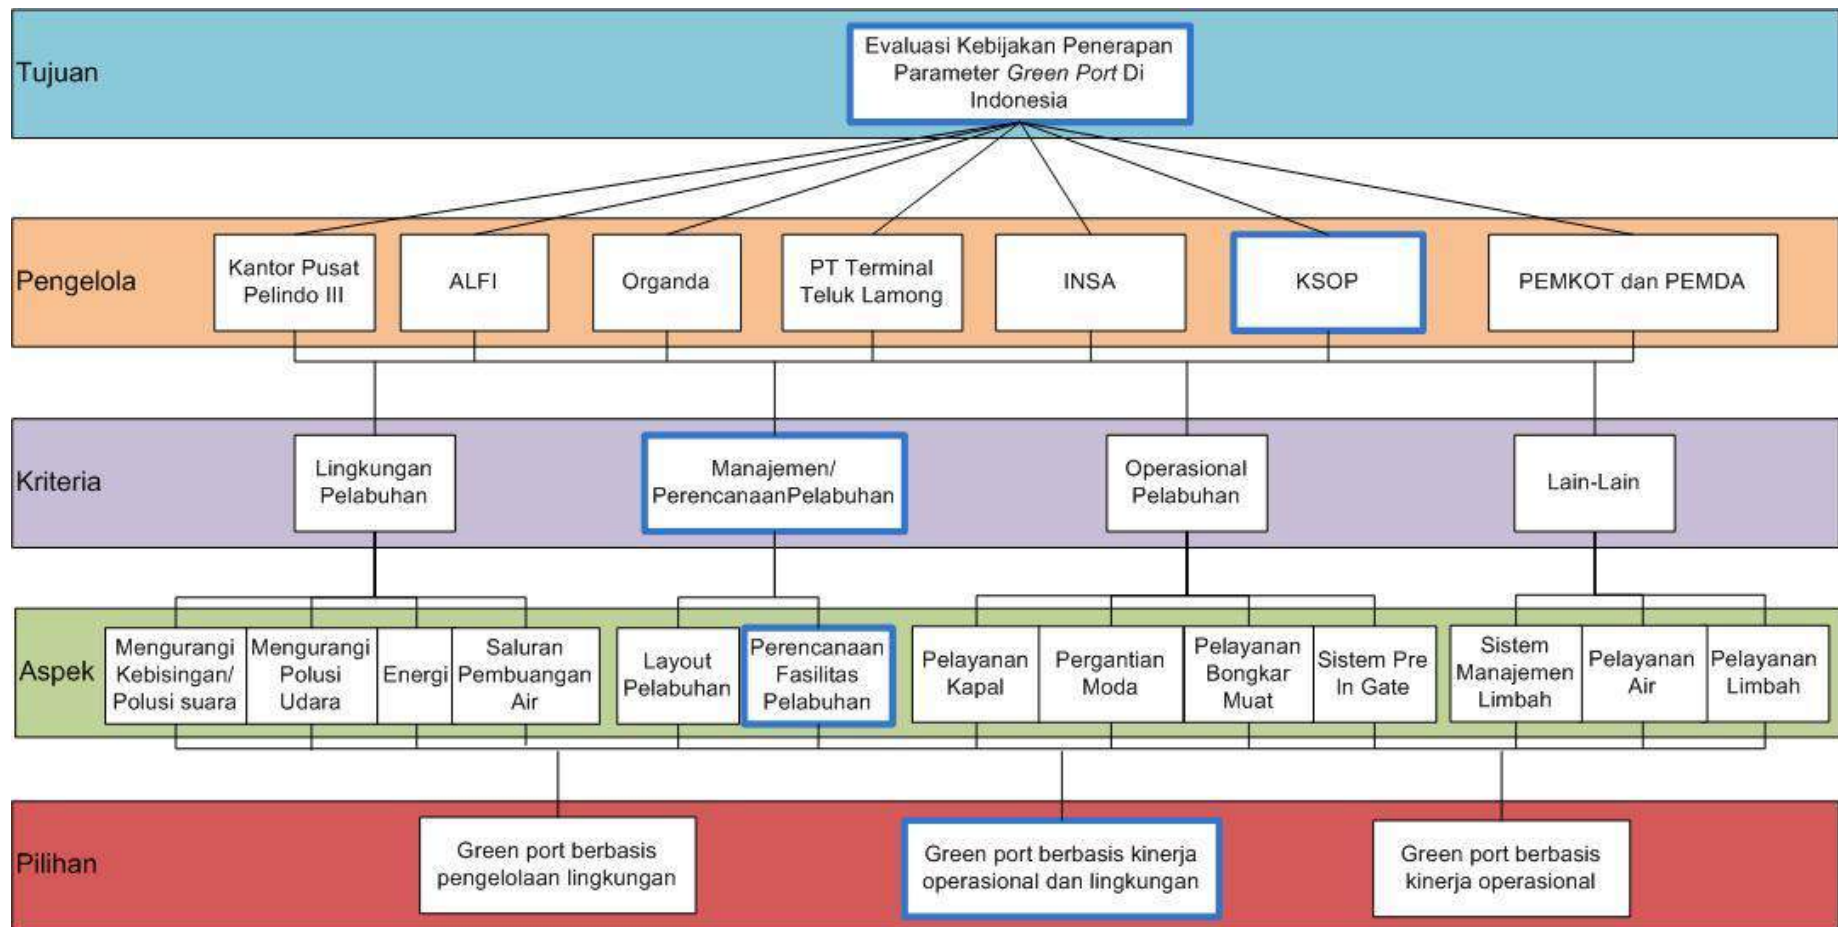 Tujuan
Evaluasi Kebijakan Penerapan
Parameter Green Port Di
Indonesia
Pengelola
Kantor Pusat
Pelindo III
ALFI
Organda
PT Terminal
Teluk Lamong
INSA
KSOP
PEMKOT dan PEMDA
Kriteria
Lingkungan
Pelabuhan
Manajemen/
PerencanaanPelabuhan
Operasional
Pelabuhan
Lain-Lain
Aspek
Mengurangi
Kebisingan/
Polusi suara
Mengurangi
Polusi
Udara
Energi
Saluran
Pembuangan
Air
Layout
Pelabuhan
Perencanaan
Fasilitas
Pelabuhan
Pelayanan
Kapal
Pergantian
Moda
Pelayanan
Bongkar
Muat
Sistem Pre
In Gate
Sistem
Manajemen
Limbah
Pelayanan
Air
Pelayanan
Limbah
Pilihan
Green port berbasis
pengelolaan lingkungan
Green port berbasis kinerja
operasional dan lingkungan
Green port berbasis
kinerja operasional